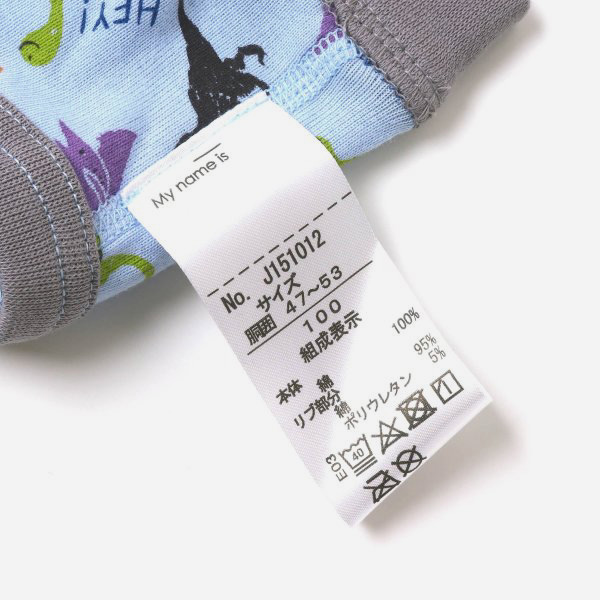 HEY!
My name is
No. J151012
サイズ
胴囲 47～53
100
組成表示
本体 綿 100%
リブ部分
綿 95%
ポリウレタン 5%
E03 40 1